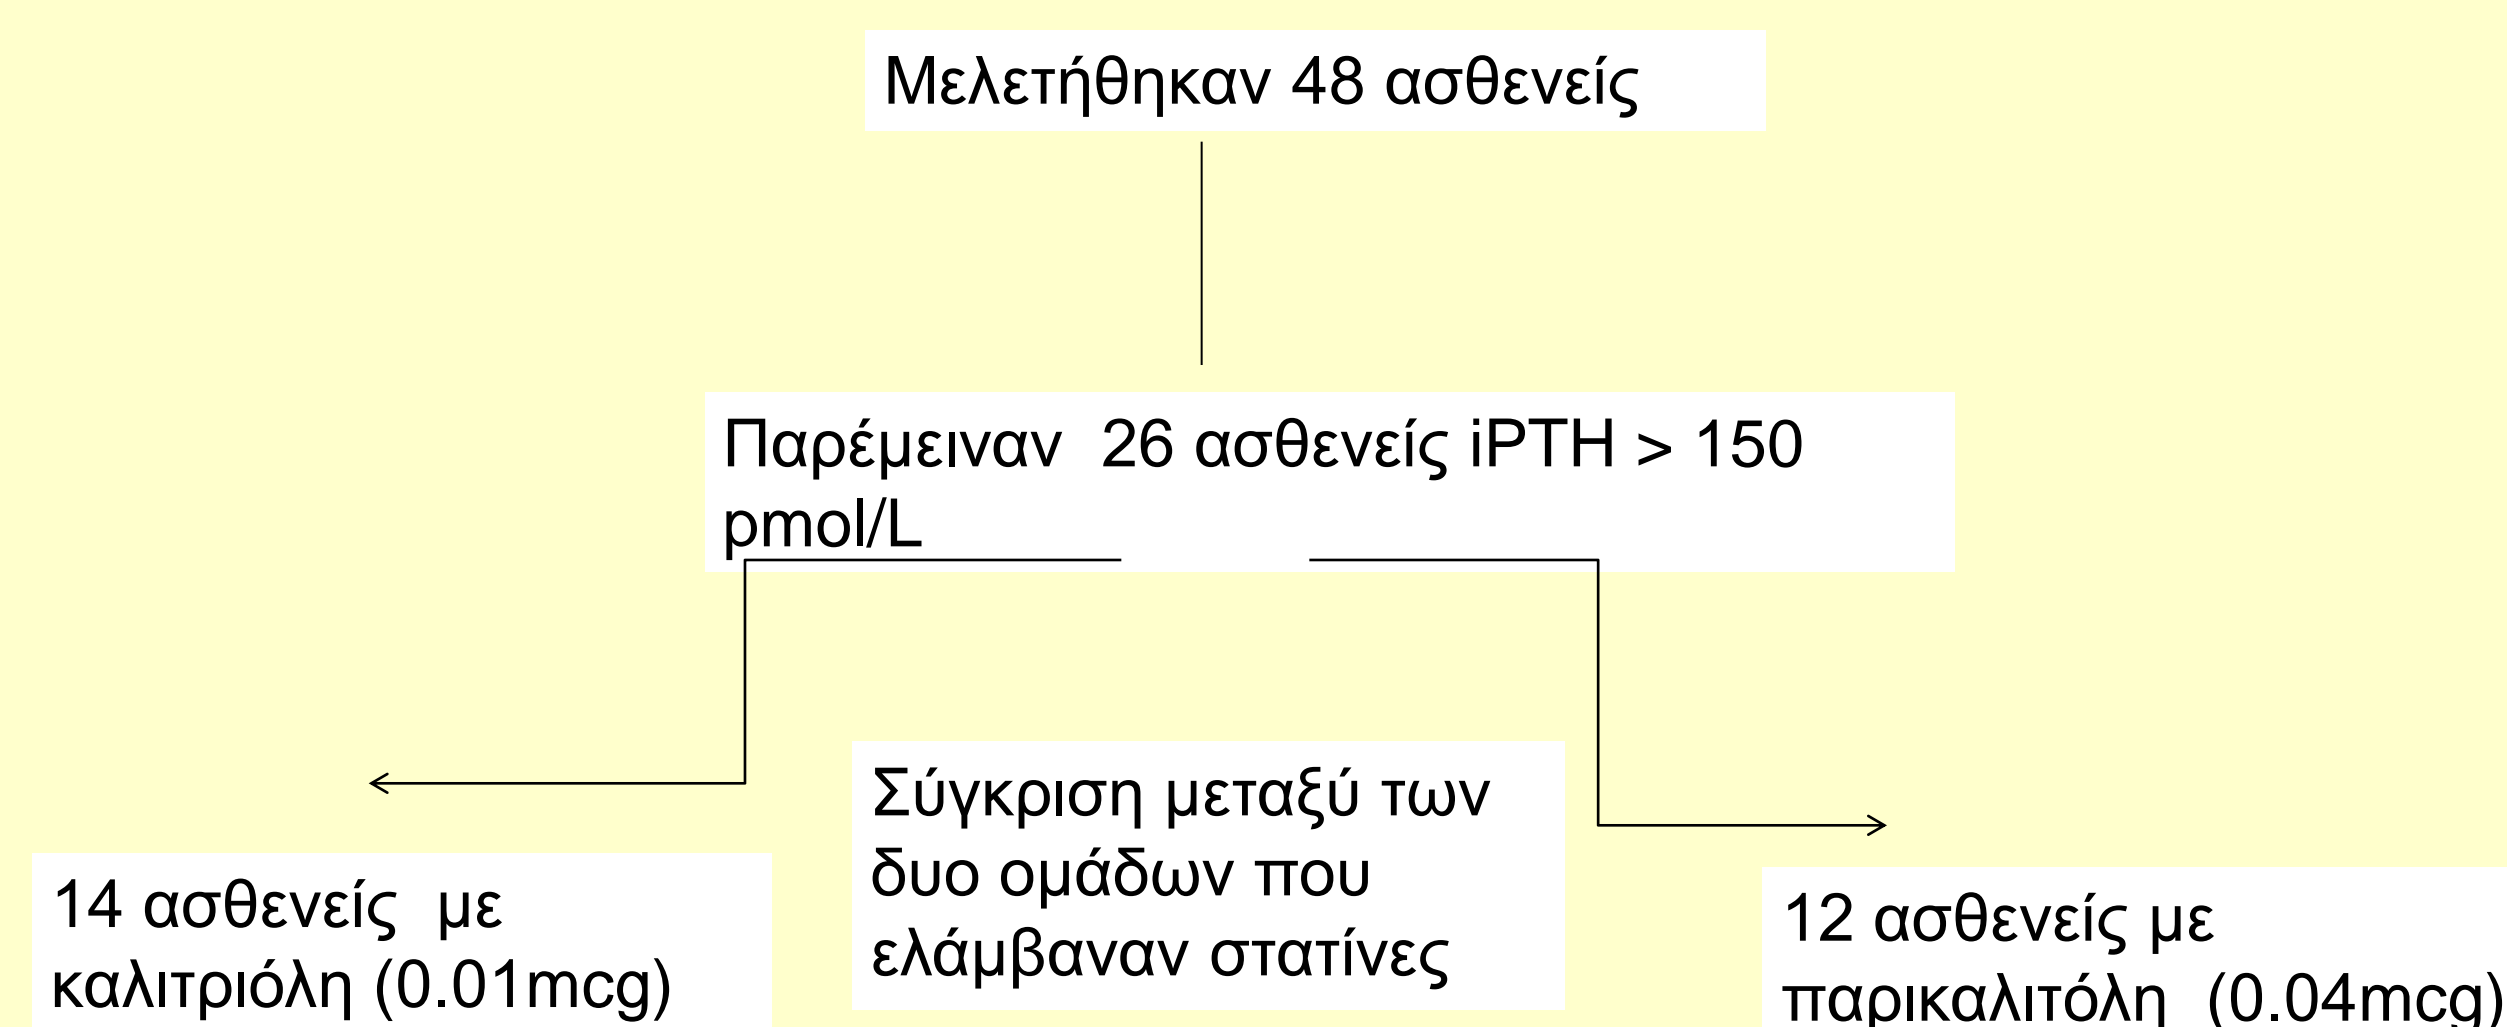 Μελετήθηκαν 48 ασθενείς
Παρέμειναν 26 ασθενείς iPTH > 150
pmol/L
Σύγκριση μεταξύ των
δυο ομάδων που
ελάμβαναν στατίνες
14 ασθενείς με
καλιτριόλη (0.01mcg)
12 ασθενείς με
παρικαλιτόλη (0.04mcg)